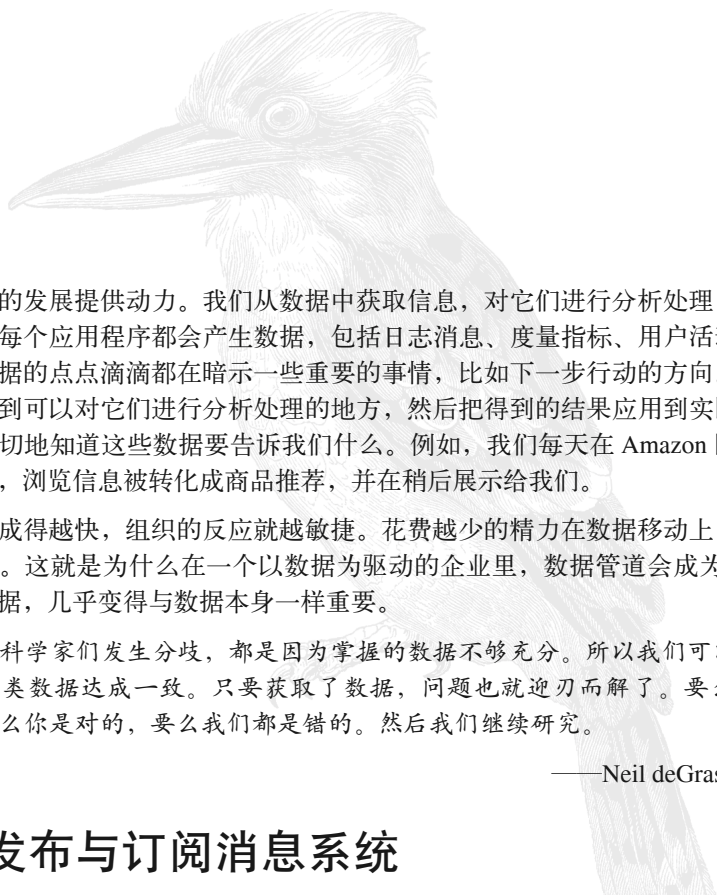 的发展提供动力。我们从数据中获取信息，对它们进行分析处理
每个应用程序都会产生数据，包括日志消息、度量指标、用户活
据的点点滴滴都在暗示一些重要的事情，比如下一步行动的方向
到可以对它们进行分析处理的地方，然后把得到的结果应用到实
切地知道这些数据要告诉我们什么。例如，我们每天在 Amazon
，浏览信息被转化成商品推荐，并在稍后展示给我们。
成得越快，组织的反应就越敏捷。花费越少的精力在数据移动上
。这就是为什么在一个以数据为驱动的企业里，数据管道会成为
据，几乎变得与数据本身一样重要。
科学家们发生分歧，都是因为掌握的数据不够充分。所以我们可
类数据达成一致。只要获取了数据，问题也就迎刃而解了。要
么你是对的，要么我们都是错的。然后我们继续研究。
——Neil deGras
发布与订阅消息系统